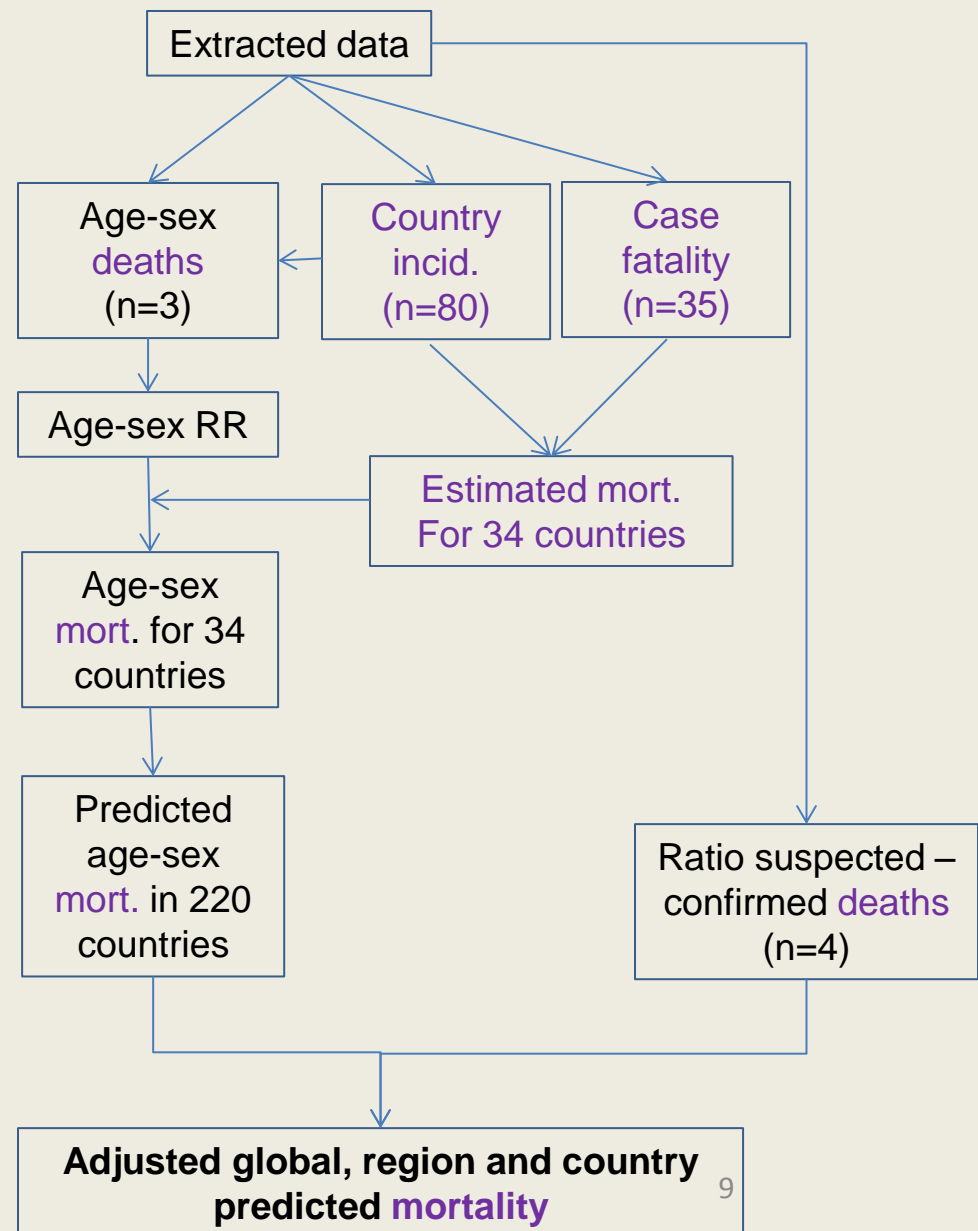 Extracted data
Age-sex
deaths
(n=3)
Country
incid.
(n=80)
Case
fatality
(n=35)
Age-sex RR
Estimated mort.
For 34 countries
Age-sex
mort. for 34
countries
Predicted
age-sex
mort. in 220
countries
Ratio suspected –
confirmed deaths
(n=4)
Adjusted global, region and country
predicted mortality
9